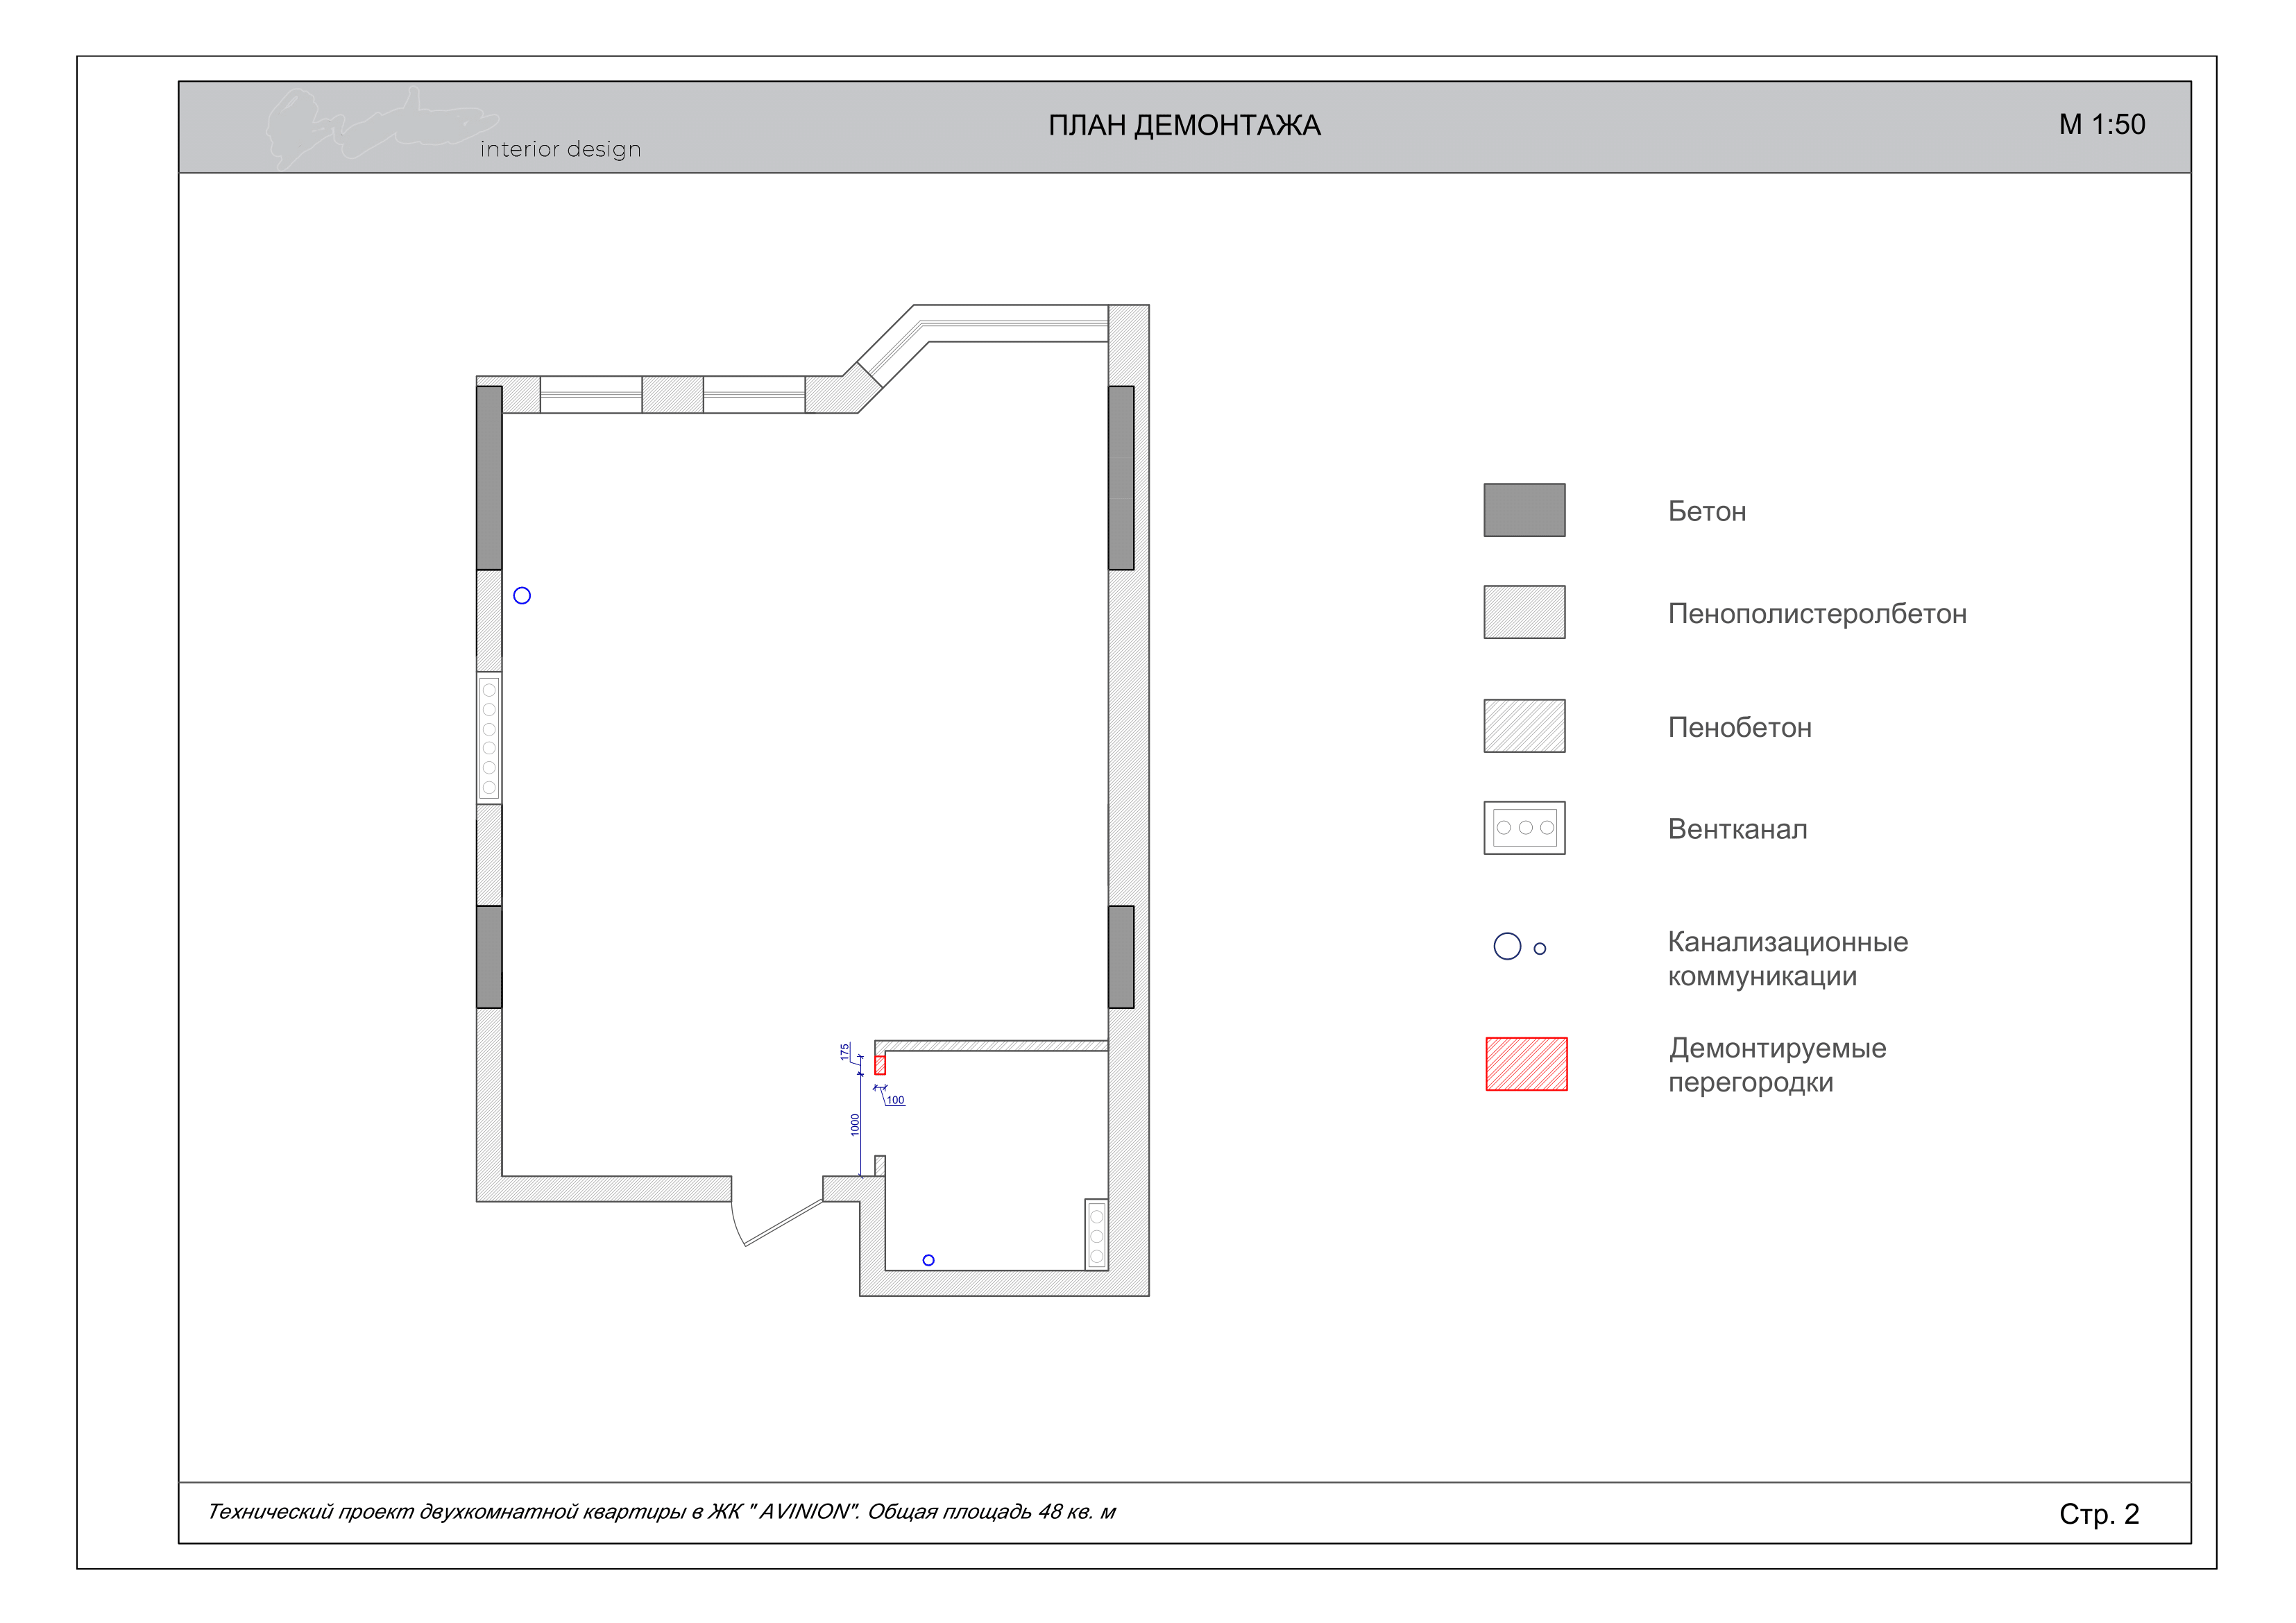 interior design
ПЛАН ДЕМОНТАЖА
М 1:50
Бетон
Пенополистеролбетон
Пенобетон
Вентканал
Канализационные
коммуникации
Демонтируемые
перегородки
175
100
1000
Технический проект двухкомнатной квартиры в ЖК " AVINION". Общая площадь 48 кв. м
Стр. 2